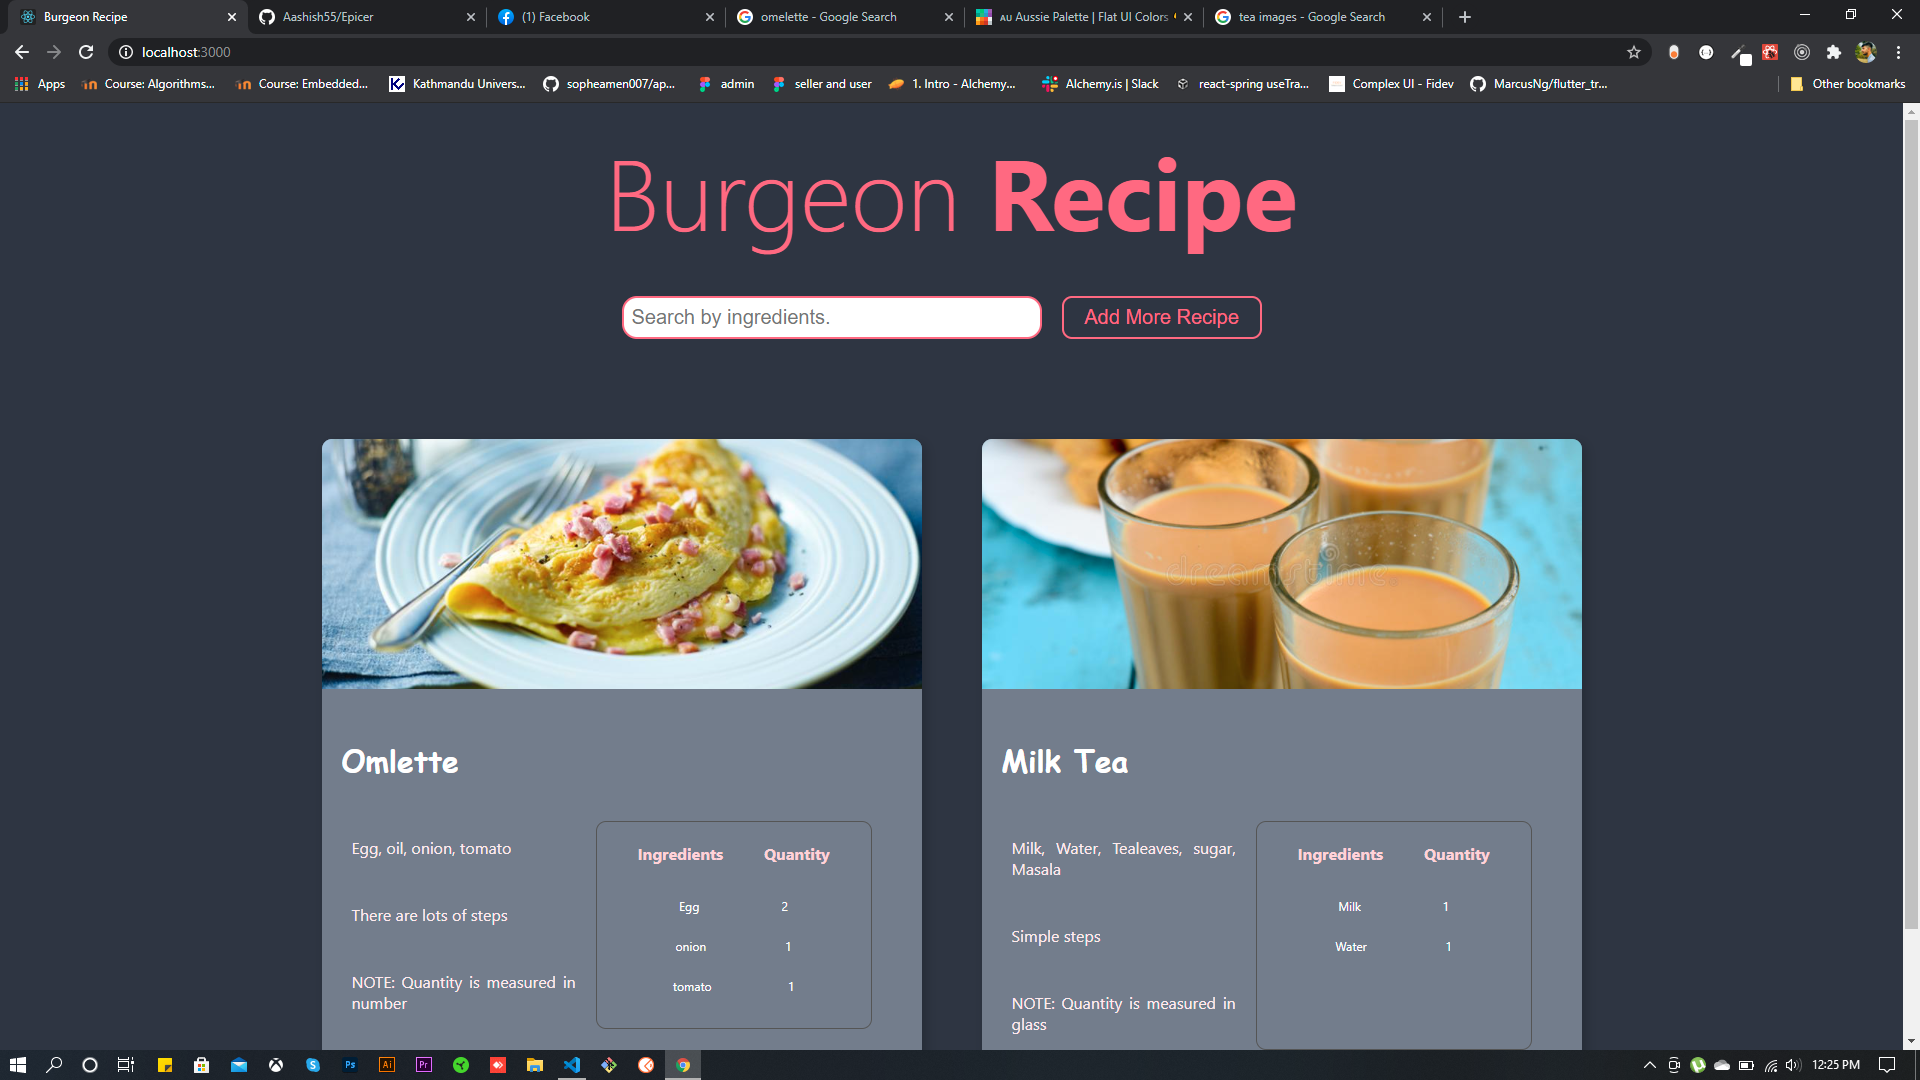 Burgeon Recipe
Aashish55/Epicer
(1) Facebook
omelette - Google Search
AU Aussie Palette | Flat UI Colors
tea images - Google Search
localhost:3000
Apps
Course: Algorithms...
Course: Embedded...
Kathmandu Univers...
sopheamen007/ap...
admin
seller and user
1. Intro - Alchemy...
Alchemy.is | Slack
react-spring useTra...
Complex UI - Fidev
MarcusNg/flutter_tr...
Other bookmarks
Burgeon Recipe
Search by ingredients.
Add More Recipe
dreamstime
Omlette
Egg, oil, onion, tomato
There are lots of steps
NOTE: Quantity is measured in
number
Ingredients Quantity
Egg 2
onion 1
tomato 1
Milk Tea
Milk, Water, Tealeaves, sugar,
Masala
Simple steps
NOTE: Quantity is measured in
glass
Ingredients Quantity
Milk 1
Water 1
Ps
Ai
Pr
12:25 PM